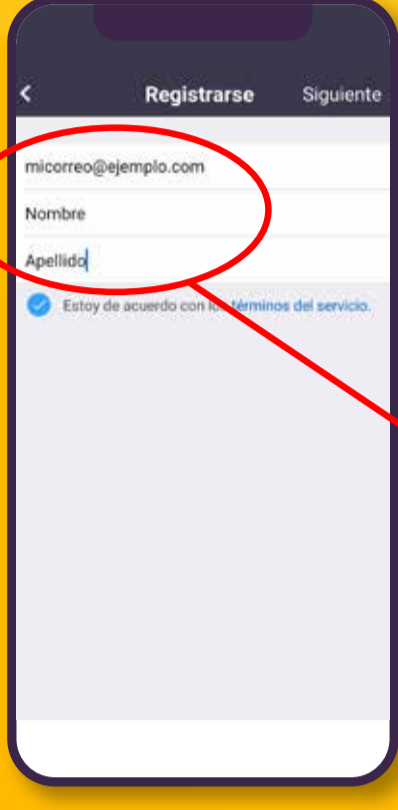 Registrarse Siguiente
micorreo@ejemplo.com
Nombre
Apellido
Estoy de acuerdo con los términos del servicio.